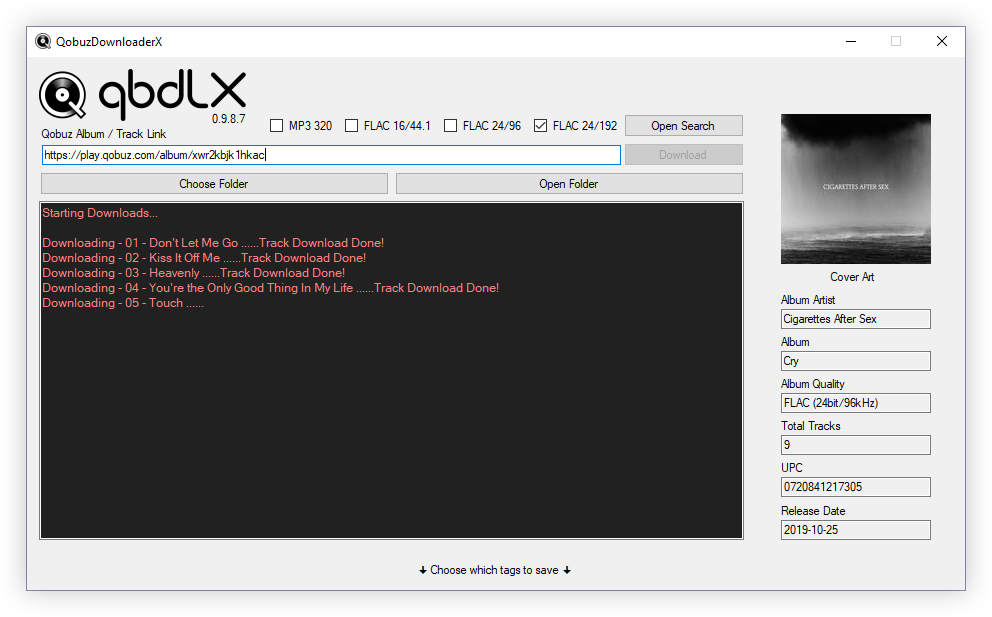 QobuzDownloaderX
qbdLX
0.9.8.7
Qobuz Album / Track Link
MP3 320
FLAC 16/44.1
FLAC 24/96
FLAC 24/192
Open Search
https://play.qobuz.com/album/xwr2kbjk1hkac
Download
Choose Folder
Open Folder
Starting Downloads...
Downloading - 01 - Don't Let Me Go ......Track Download Done!
Downloading - 02 - Kiss It Off Me ......Track Download Done!
Downloading - 03 - Heavenly ......Track Download Done!
Downloading - 04 - You're the Only Good Thing In My Life ......Track Download Done!
Downloading - 05 - Touch ......
CIGARETTES AFTER SEX
Cover Art
Album Artist
Cigarettes After Sex
Album
Cry
Album Quality
FLAC (24bit/96kHz)
Total Tracks
9
UPC
0720841217305
Release Date
2019-10-25
🡻 Choose which tags to save 🡻